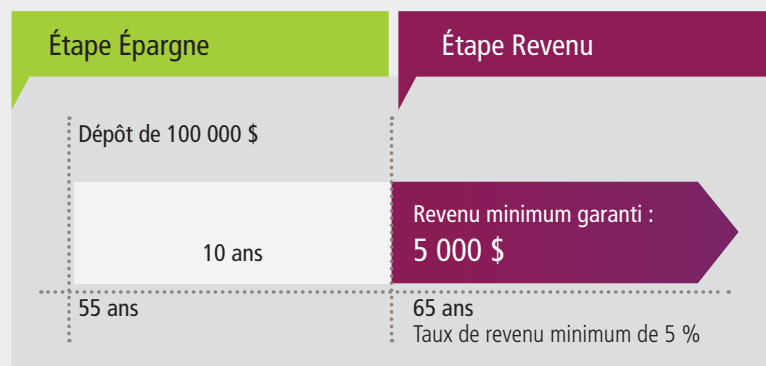 Étape Épargne
Étape Revenu
Dépôt de 100 000 $
10 ans
Revenu minimum garanti :
5 000 $
55 ans
65 ans
Taux de revenu minimum de 5 %